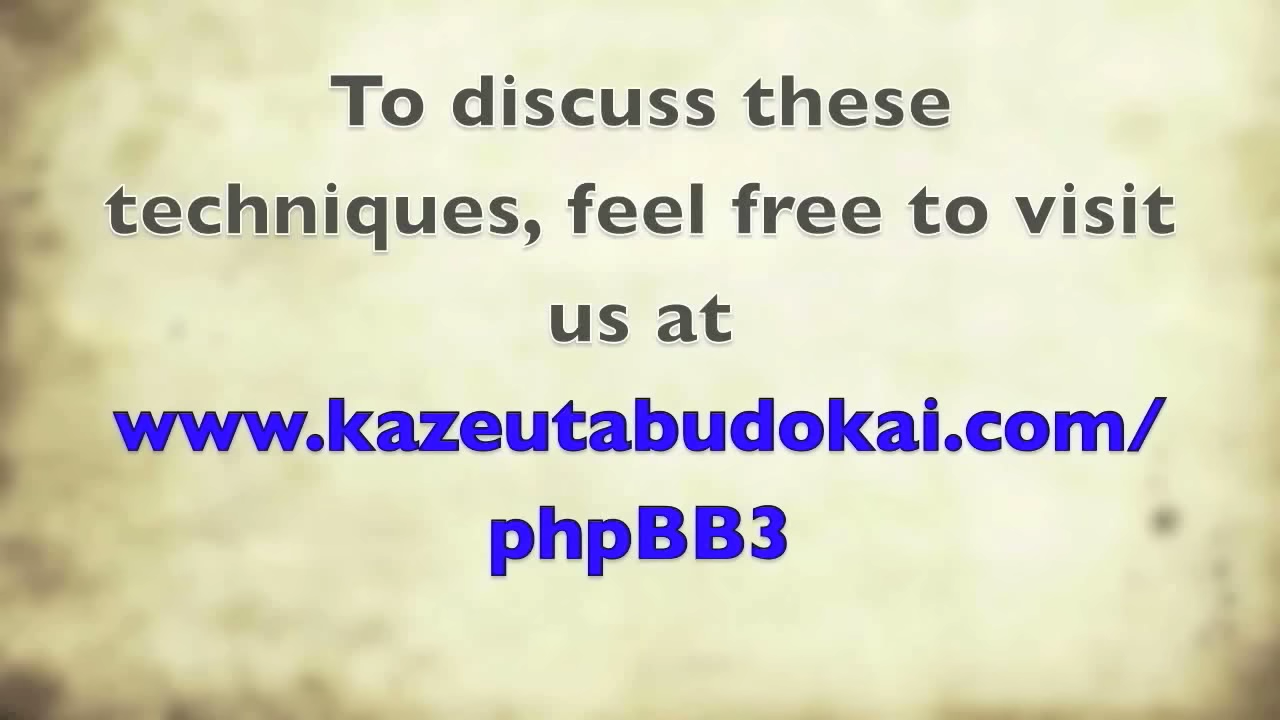 To discuss these
techniques, feel free to visit
us at
www.kazeutabudokai.com/
phpBB3